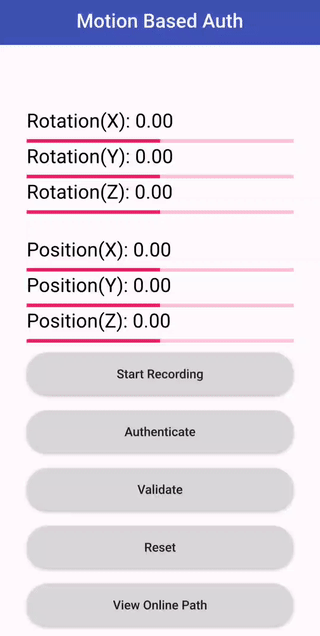 Motion Based Auth
Rotation(X): 0.00
Rotation(Y): 0.00
Rotation(Z): 0.00
Position(X): 0.00
Position(Y): 0.00
Position(Z): 0.00
Start Recording
Authenticate
Validate
Reset
View Online Path